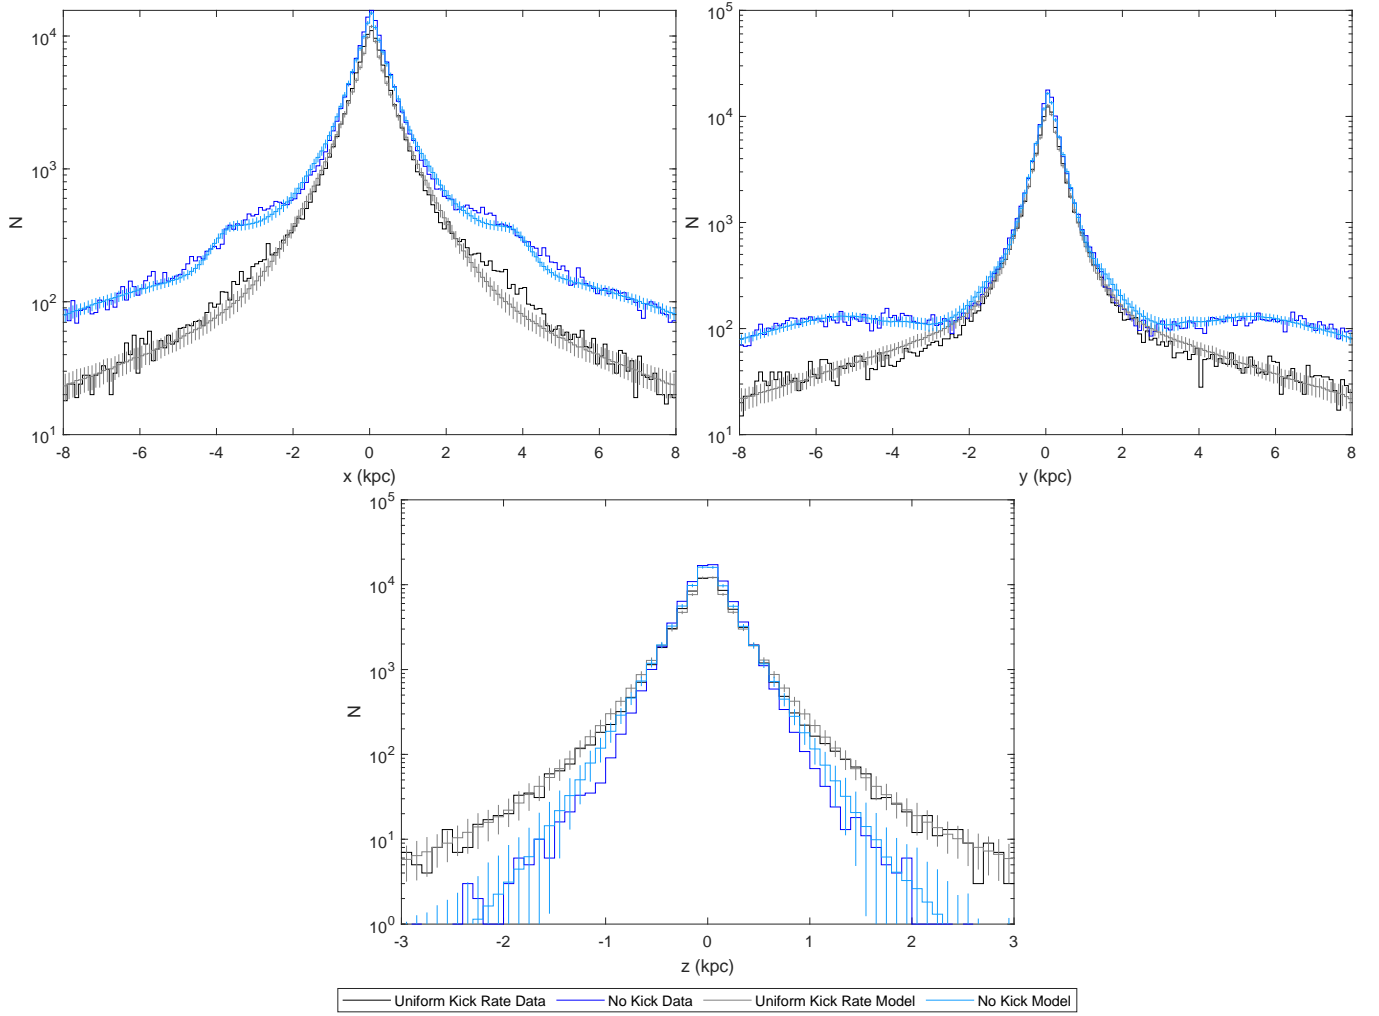 10^4
10^3
10^2
10^1
N
-8 -6 -4 -2 0 2 4 6 8
x (kpc)
10^5
10^4
10^3
10^2
10^1
N
-8 -6 -4 -2 0 2 4 6 8
y (kpc)
10^5
10^4
10^3
10^2
10^1
10^0
N
-3 -2 -1 0 1 2 3
z (kpc)
Uniform Kick Rate Data No Kick Data Uniform Kick Rate Model No Kick Model